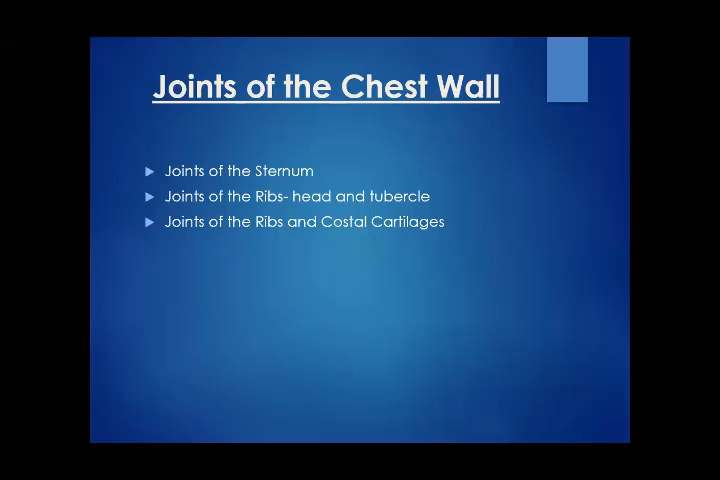 Joints of the Chest Wall
Joints of the Sternum
Joints of the Ribs- head and tubercle
Joints of the Ribs and Costal Cartilages